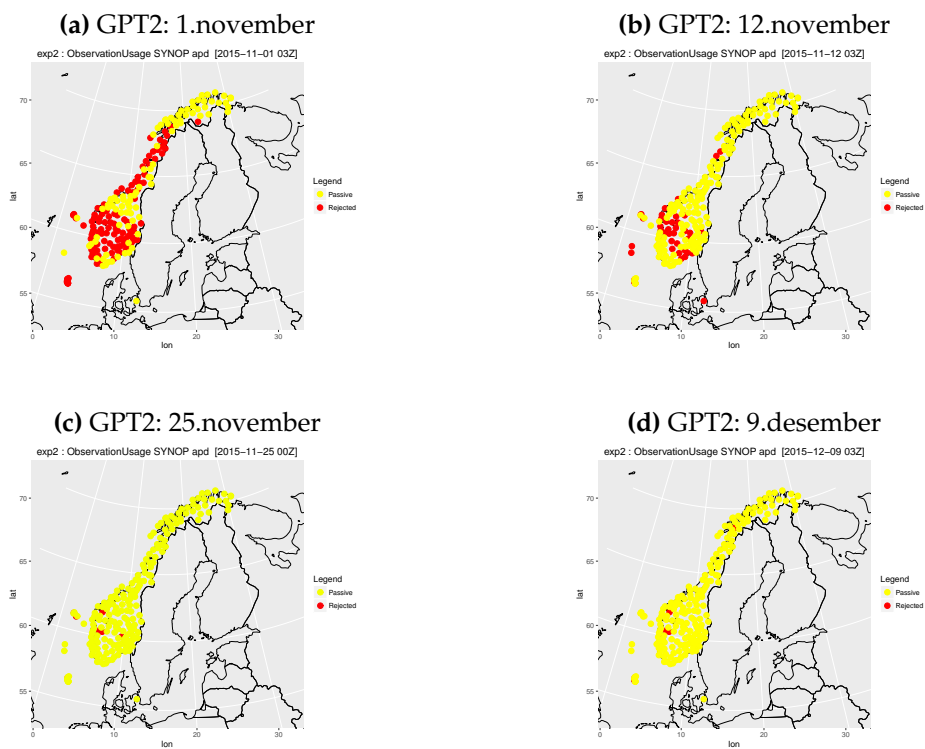 (a) GPT2: 1.november
exp2 : ObservationUsage SYNOP apd [2015−11−01 03Z]
70
65
60
55
lat
0
10
20
30
lon
Legend
Passive
Rejected
(b) GPT2: 12.november
exp2 : ObservationUsage SYNOP apd [2015−11−12 03Z]
70
65
60
55
lat
0
10
20
30
lon
Legend
Passive
Rejected
(c) GPT2: 25.november
exp2 : ObservationUsage SYNOP apd [2015−11−25 00Z]
70
65
60
55
lat
0
10
20
30
lon
Legend
Passive
Rejected
(d) GPT2: 9.desember
exp2 : ObservationUsage SYNOP apd [2015−12−09 03Z]
70
65
60
55
lat
0
10
20
30
lon
Legend
Passive
Rejected